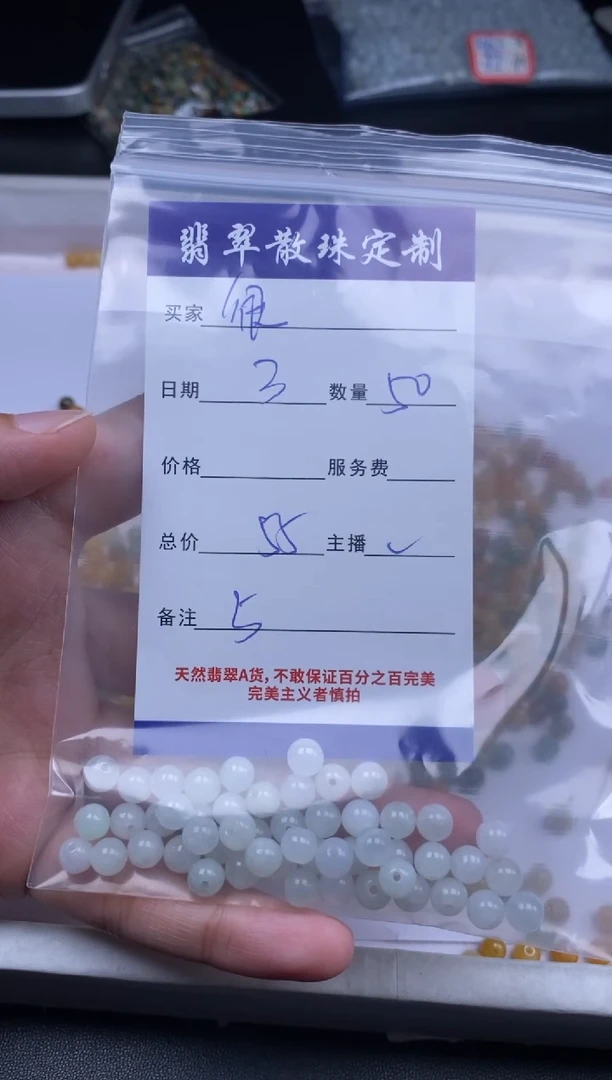 翡翠散珠定制
买家
日期 3 数量 50
价格 服务费
总价 55 主播 ✓
备注 5
天然翡翠A货,不敢保证百分之百完美
完美主义者慎拍